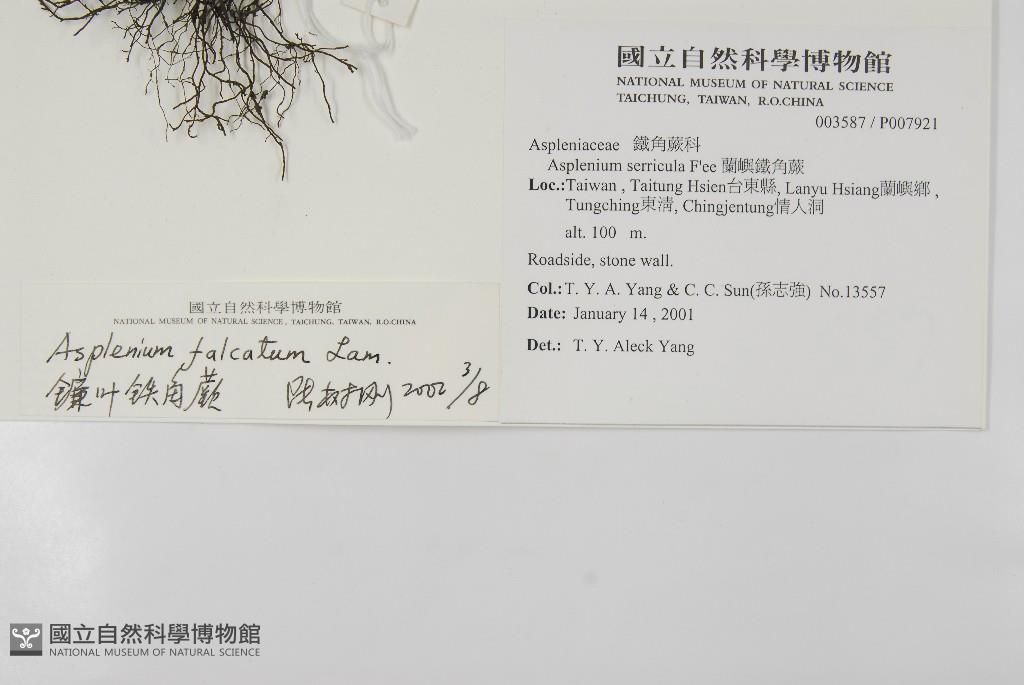 國立自然科學博物館
NATIONAL MUSEUM OF NATURAL SCIENCE
TAICHUNG, TAIWAN, R.O.CHINA
003587 / P007921
Aspleniaceae 鐵角蕨科
Asplenium serricula F'ee 蘭嶼鐵角蕨
Loc.:Taiwan , Taitung Hsien台東縣, Lanyu Hsiang蘭嶼鄉 ,
Tungching東淸, Chingjentung情人洞
alt. 100 m.
Roadside, stone wall.
Col.: T. Y. A. Yang & C. C. Sun(孫志強) No.13557
Date: January 14 , 2001
Det.: T. Y. Aleck Yang
國立自然科學博物館
NATIONAL MUSEUM OF NATURAL SCIENCE, TAICHUNG, TAIWAN, R.O.CHINA
Asplenium falcatum Lam.
镰叶铁角蕨 张树刚 2002 3/8
國立自然科學博物館
NATIONAL MUSEUM OF NATURAL SCIENCE